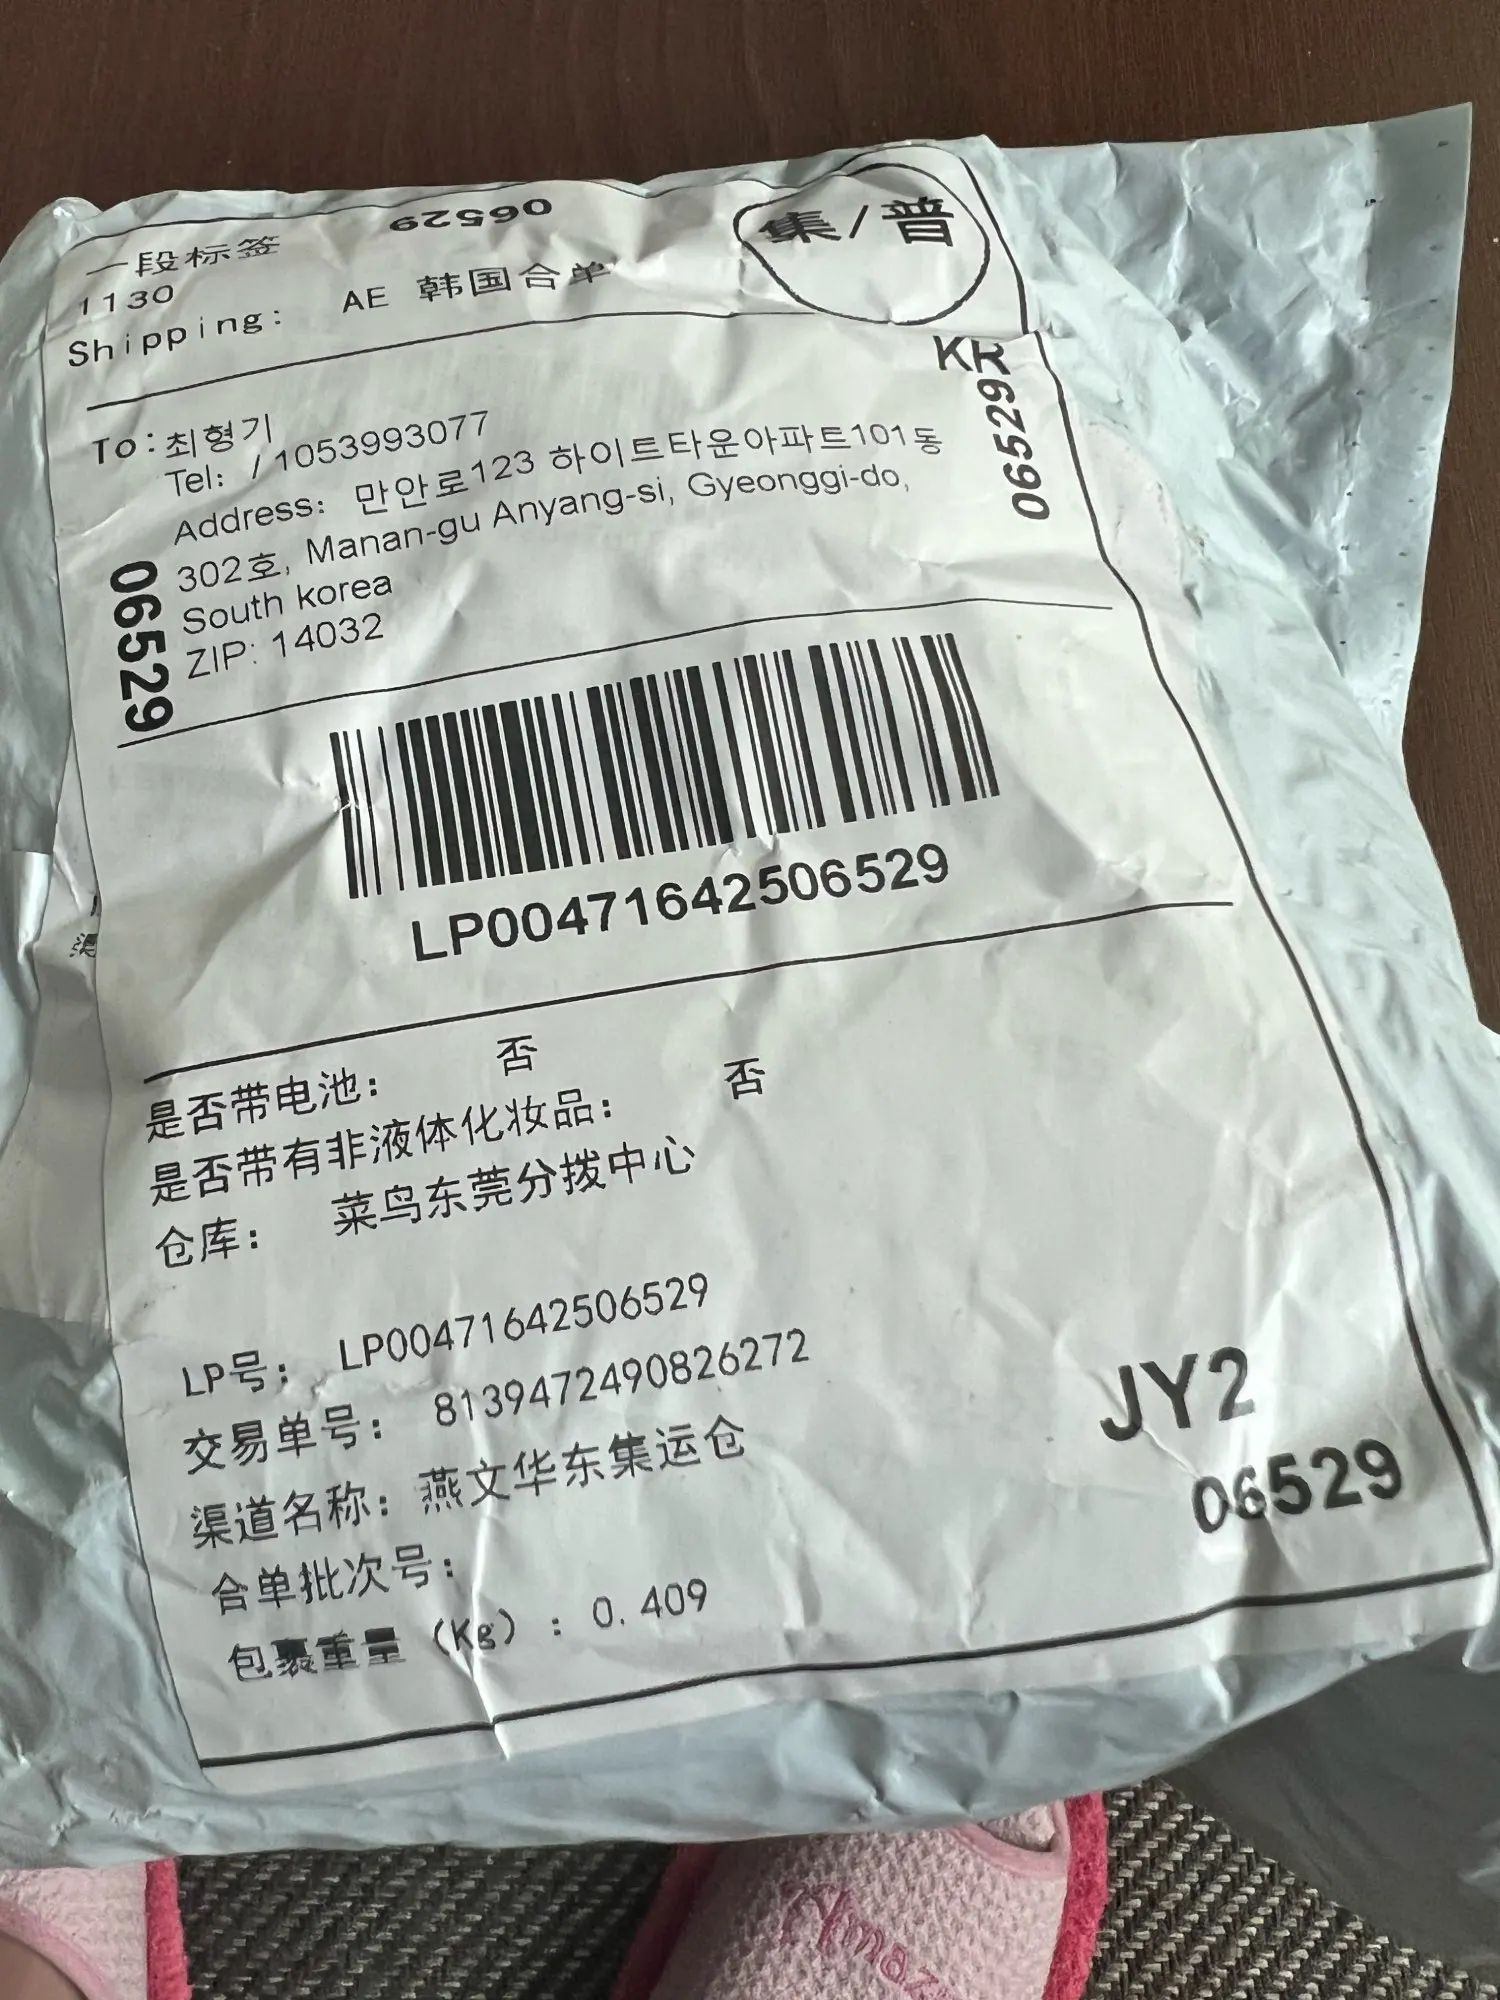 一段标签
1130
06529
集/普
Shipping: AE 韩国合单
KR
06529
To: 최형기
Tel: / 1053993077
Address: 만안로123 하이트타운아파트101동
302호, Manan-gu Anyang-si, Gyeonggi-do,
South korea
ZIP: 14032
06529
LP00471642506529
是否带电池: 否
是否带有非液体化妆品: 否
仓库: 菜鸟东莞分拨中心
LP号: LP00471642506529
交易单号: 8139472490826272
渠道名称: 燕文华东集运仓
合单批次号:
包裹重量 (Kg) : 0.409
JY2
06529
渠